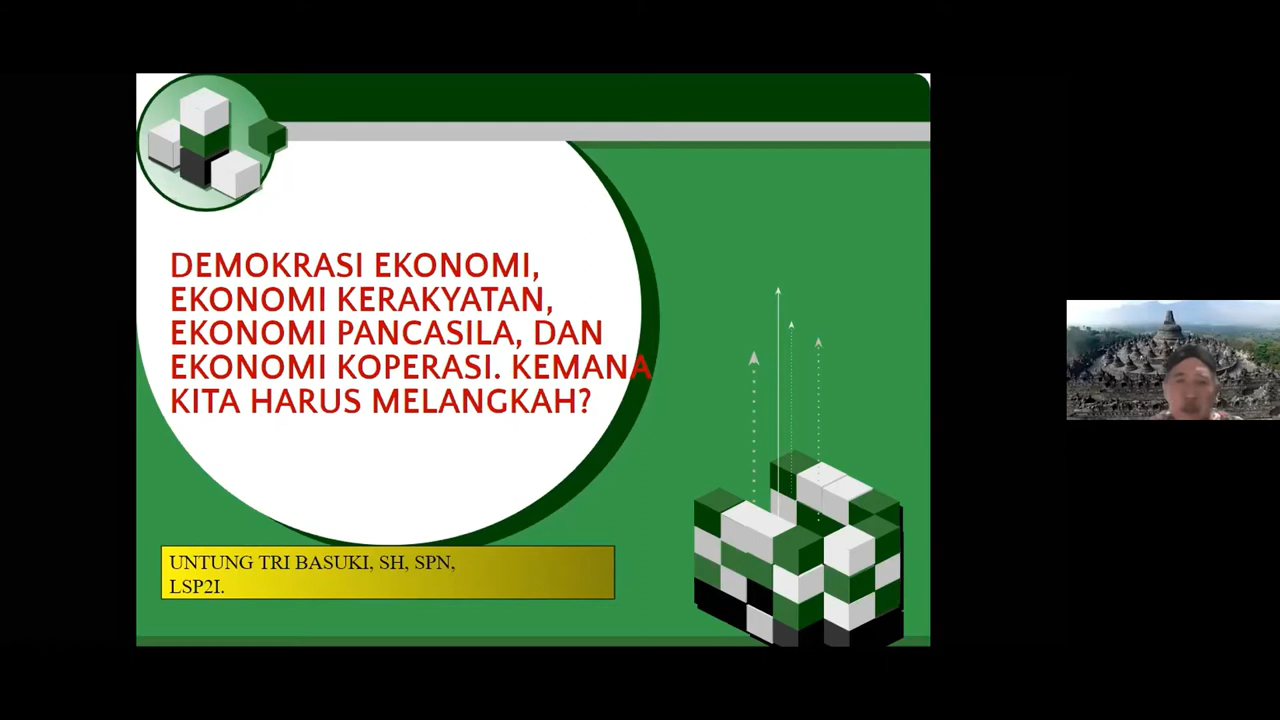 DEMOKRASI EKONOMI,
EKONOMI KERAKYATAN,
EKONOMI PANCASILA, DAN
EKONOMI KOPERASI. KEMANA
KITA HARUS MELANGKAH?
UNTUNG TRI BASUKI, SH, SPN,
LSP2I.